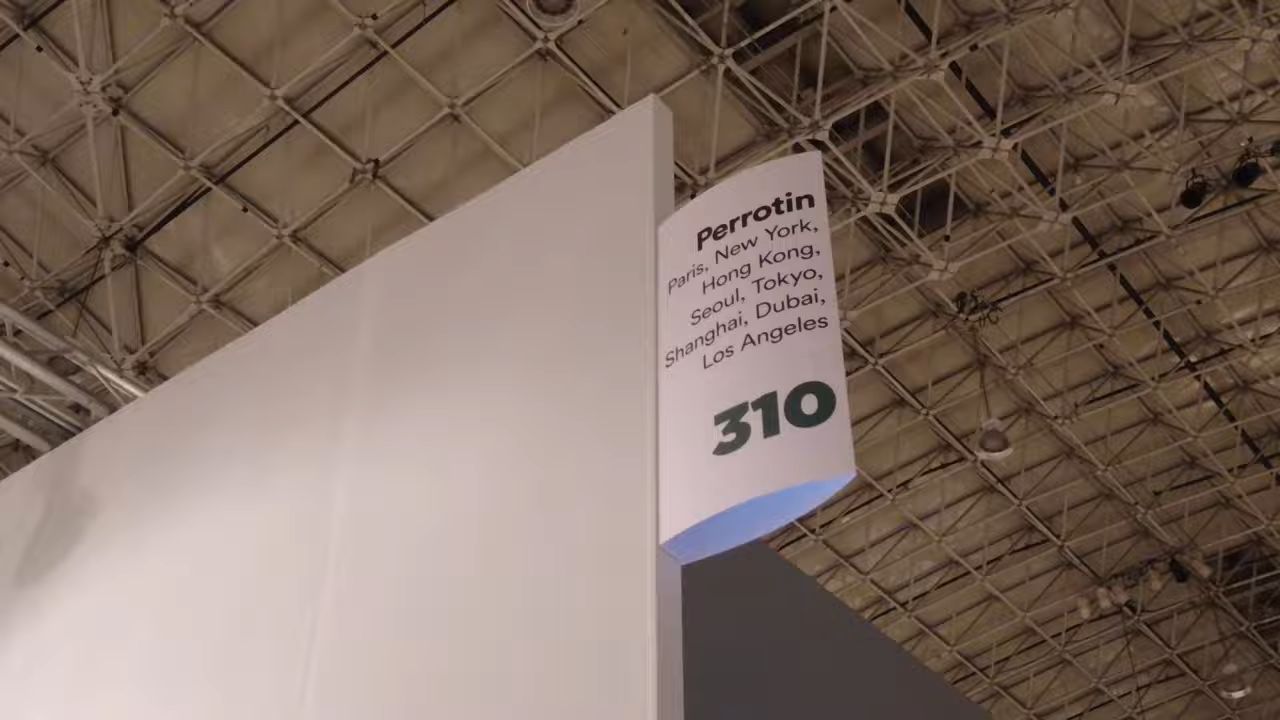 Perrotin
Paris, New York,
Hong Kong,
Seoul, Tokyo,
Shanghai, Dubai,
Los Angeles
310